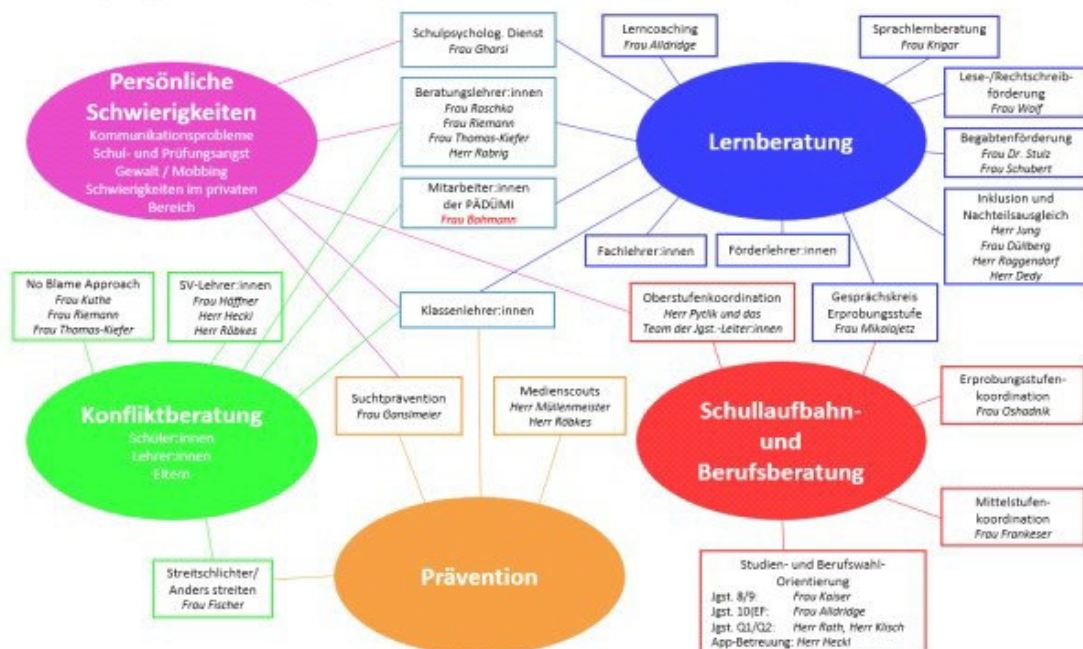 Schulpsycholog. Dienst
Frau Gharsi
Lerncoaching
Frau Alldridge
Sprachlernberatung
Frau Krigar
Persönliche
Schwierigkeiten
Kommunikationsprobleme
Schul- und Prüfungsangst
Gewalt / Mobbing
Schwierigkeiten im privaten
Bereich
Beratungslehrer:innen
Frau Raschka
Frau Riemann
Frau Thomas-Kiefer
Herr Rabrig
Lernberatung
Lese-/Rechtschreib-
förderung
Frau Wolf
Begabtenförderung
Frau Dr. Stulz
Frau Schubert
Mitarbeiter:innen
der PÄDÜMI
Frau Bohmann
Inklusion und
Nachteilsausgleich
Herr Jung
Frau Düllberg
Herr Roggendorf
Herr Dedy
Fachlehrer:innen
Förderlehrer:innen
No Blame Approach
Frau Kuthe
Frau Riemann
Frau Thomas-Kiefer
SV-Lehrer:innen
Frau Häffner
Herr Heckl
Herr Räbkes
Klassenlehrer:innen
Oberstufenkoordination
Herr Pytlik und das
Team der Jgst.-Leiter:innen
Gesprächskreis
Erprobungsstufe
Frau Mikolajetz
Konfliktberatung
Schüler:innen
Lehrer:innen
Eltern
Suchtprävention
Frau Ganslmeier
Medienscouts
Herr Müllenmeister
Herr Räbkes
Schullaufbahn-
und
Berufsberatung
Erprobungsstufen-
koordination
Frau Oshadnik
Mittelstufen-
koordination
Frau Frankeser
Streitschlichter/
Anders streiten
Frau Fischer
Prävention
Studien- und Berufswahl-
Orientierung
Jgst. 8/9: Frau Kaiser
Jgst. 10(EF: Frau Alldridge
Jgst. Q1/Q2: Herr Rath, Herr Klisch
App-Betreuung: Herr Heckl